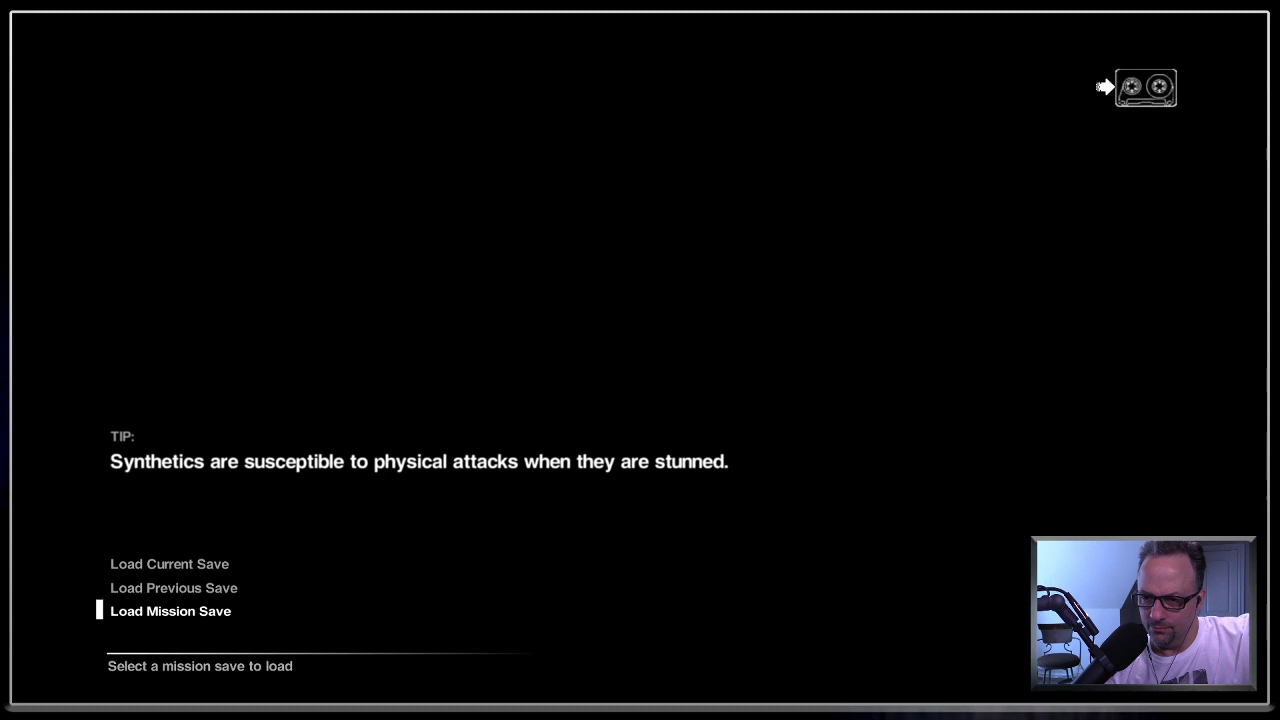 TIP:
Synthetics are susceptible to physical attacks when they are stunned.
Load Current Save
Load Previous Save
Load Mission Save
Select a mission save to load